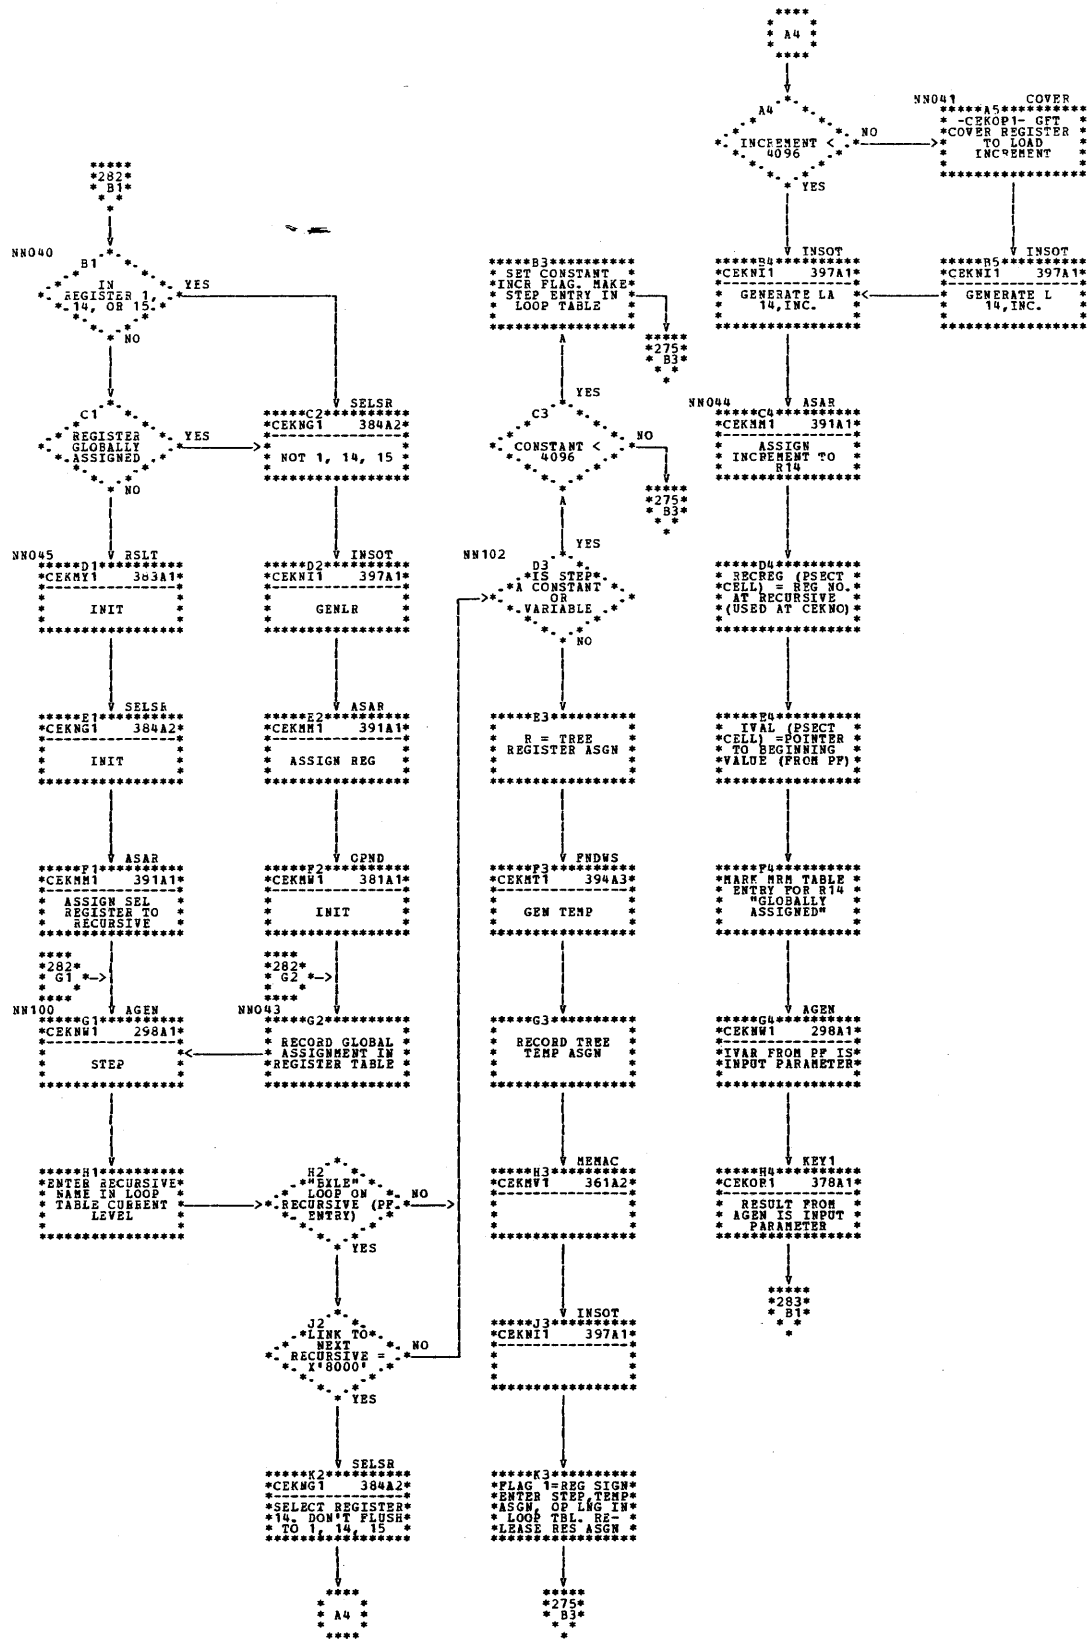 282
B1
NN040
B1
IN
REGISTER 1,
14, OR 15.
YES
NO
C1
REGISTER
GLOBALLY
ASSIGNED
YES
NO
NN045 RSLT
D1
CEKMY1 383A1
INIT
SELSR
E1
CEKNG1 384A2
INIT
ASAR
F1
CEKMM1 391A1
ASSIGN SEL
REGISTER TO
RECURSIVE
282
G1
NN100 AGEN
G1
CEKNW1 298A1
STEP
H1
ENTER RECURSIVE
NAME IN LOOP
TABLE CURRENT
LEVEL
SELSR
C2
CEKNG1 384A2
NOT 1, 14, 15
INSOT
D2
CEKNI1 397A1
GENLR
ASAR
E2
CEKMM1 391A1
ASSIGN REG
OPND
F2
CEKMW1 381A1
INIT
282
G2
NN043
G2
RECORD GLOBAL
ASSIGNMENT IN
REGISTER TABLE
H2
"BXLE"
LOOP ON
RECURSIVE (PF
ENTRY)
NO
YES
J2
LINK TO
NEXT
RECURSIVE =
X'8000'
NO
YES
SELSR
K2
CEKNG1 384A2
SELECT REGISTER
14. DON'T FLUSH
TO 1, 14, 15
A4
B3
SET CONSTANT
INCR FLAG. MAKE
STEP ENTRY IN
LOOP TABLE
275
B3
YES
C3
CONSTANT <
4096
NO
275
B3
YES
NN102
D3
IS STEP
A CONSTANT
OR
VARIABLE
NO
E3
R = TREE
REGISTER ASGN
FNDWS
F3
CEKMT1 394A3
GEN TEMP
G3
RECORD TREE
TEMP ASGN
MEMAC
H3
CEKMV1 361A2
INSOT
J3
CEKNI1 397A1
K3
FLAG 1=REG SIGN
ENTER STEP,TEMP
ASGN, OP LNG IN
LOOP TBL. RE-
LEASE RES ASGN
275
B3
A4
A4
INCREMENT <
4096
NO
YES
NN041 COVER
A5
-CEKOP1- GET
COVER REGISTER
TO LOAD
INCREMENT
INSOT
B4
CEKNI1 397A1
GENERATE LA
14,INC.
INSOT
B5
CEKNI1 397A1
GENERATE L
14,INC.
NN044 ASAR
C4
CEKMM1 391A1
ASSIGN
INCREMENT TO
R14
D4
RECREG (PSECT
CELL) = REG NO.
AT RECURSIVE
(USED AT CEKNO)
E4
IVAL (PSECT
CELL) =POINTER
TO BEGINNING
VALUE (FROM PF)
F4
MARK MRM TABLE
ENTRY FOR R14
"GLOBALLY
ASSIGNED"
AGEN
G4
CEKNW1 298A1
IVAR FROM PF IS
INPUT PARAMETER
KEY1
H4
CEKOR1 378A1
RESULT FROM
AGEN IS INPUT
PARAMETER
283
B1